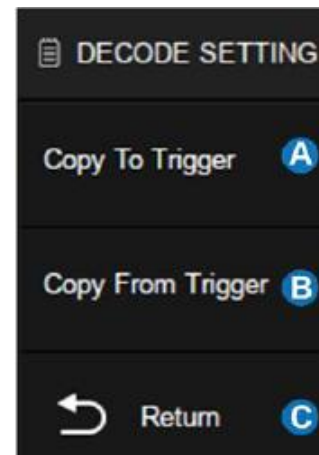 DECODE SETTING
Copy To Trigger A
Copy From Trigger B
Return C